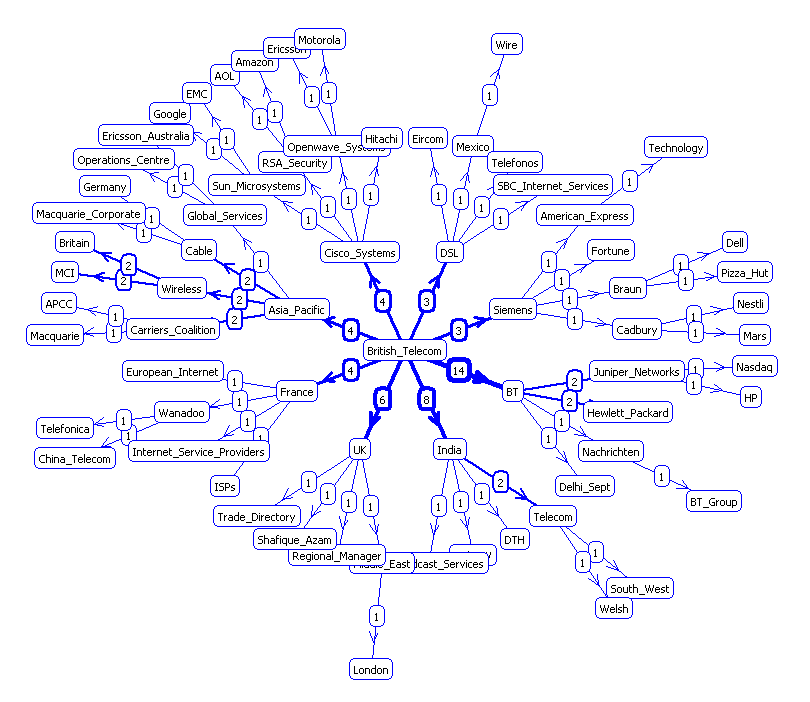 Motorola
Ericsson
Wire
Amazon
AOL
EMC
Google
Ericsson_Australia
Openwave_Systems
Hitachi
Eircom
Mexico
Technology
Operations_Centre
RSA_Security
Telefonos
Germany
Sun_Microsystems
SBC_Internet_Services
Macquarie_Corporate
Global_Services
American_Express
Britain
Cable
Cisco_Systems
DSL
Fortune
Dell
MCI
Wireless
Braun
Pizza_Hut
APCC
Asia_Pacific
Siemens
Nestli
Macquarie
Carriers_Coalition
Cadbury
Mars
4
3
4
3
British_Telecom
European_Internet
4
14
Juniper_Networks
Nasdaq
France
6
8
BT
2
HP
Wanadoo
2
Hewlett_Packard
Telefonica
China_Telecom
Internet_Service_Providers
UK
India
Nachrichten
ISPs
2
Delhi_Sept
BT_Group
Trade_Directory
Telecom
Shafique_Azam
DTH
Regional_Manager
Middle_East
dcast_Services
South_West
Welsh
London